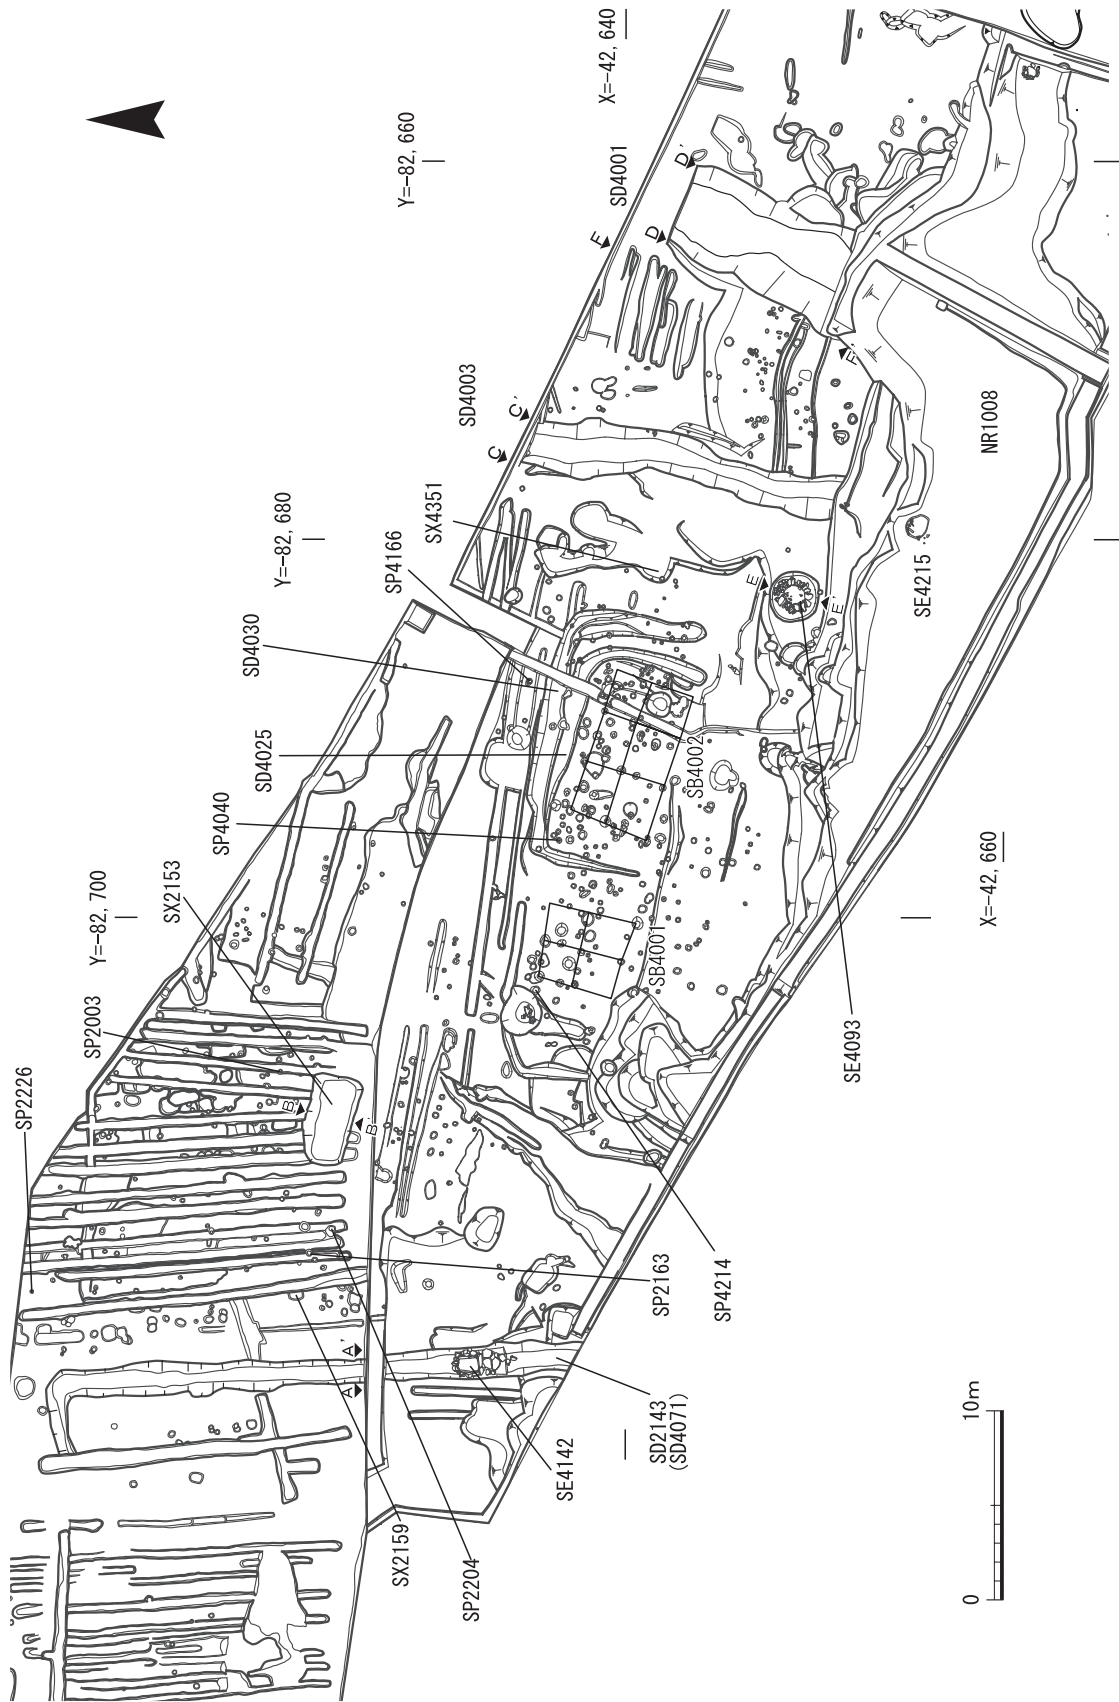 X=-42, 640
Y=-82, 660
SD4001
D'
D
F
SD4003
C'
C
F'
NR1008
Y=-82, 680
SX4351
SP4166
E
E'
SE4215
SD4030
SD4025
SB4002
SP4040
SX2153
Y=-82, 700
X=-42, 660
SB4001
SP2003
SP2226
B
B'
SE4093
SP2163
SP4214
A'
A
SD2143
(SD4071)
SE4142
SX2159
SP2204
0
10m